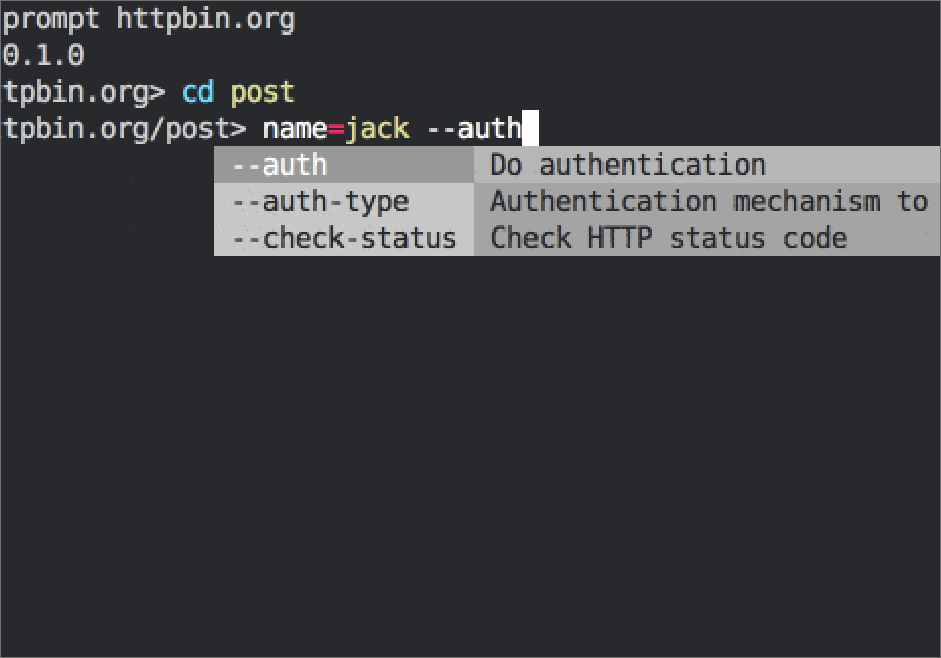 prompt httpbin.org
0.1.0
tpbin.org> cd post
tpbin.org/post> name=jack --auth
--auth Do authentication
--auth-type Authentication mechanism to
--check-status Check HTTP status code